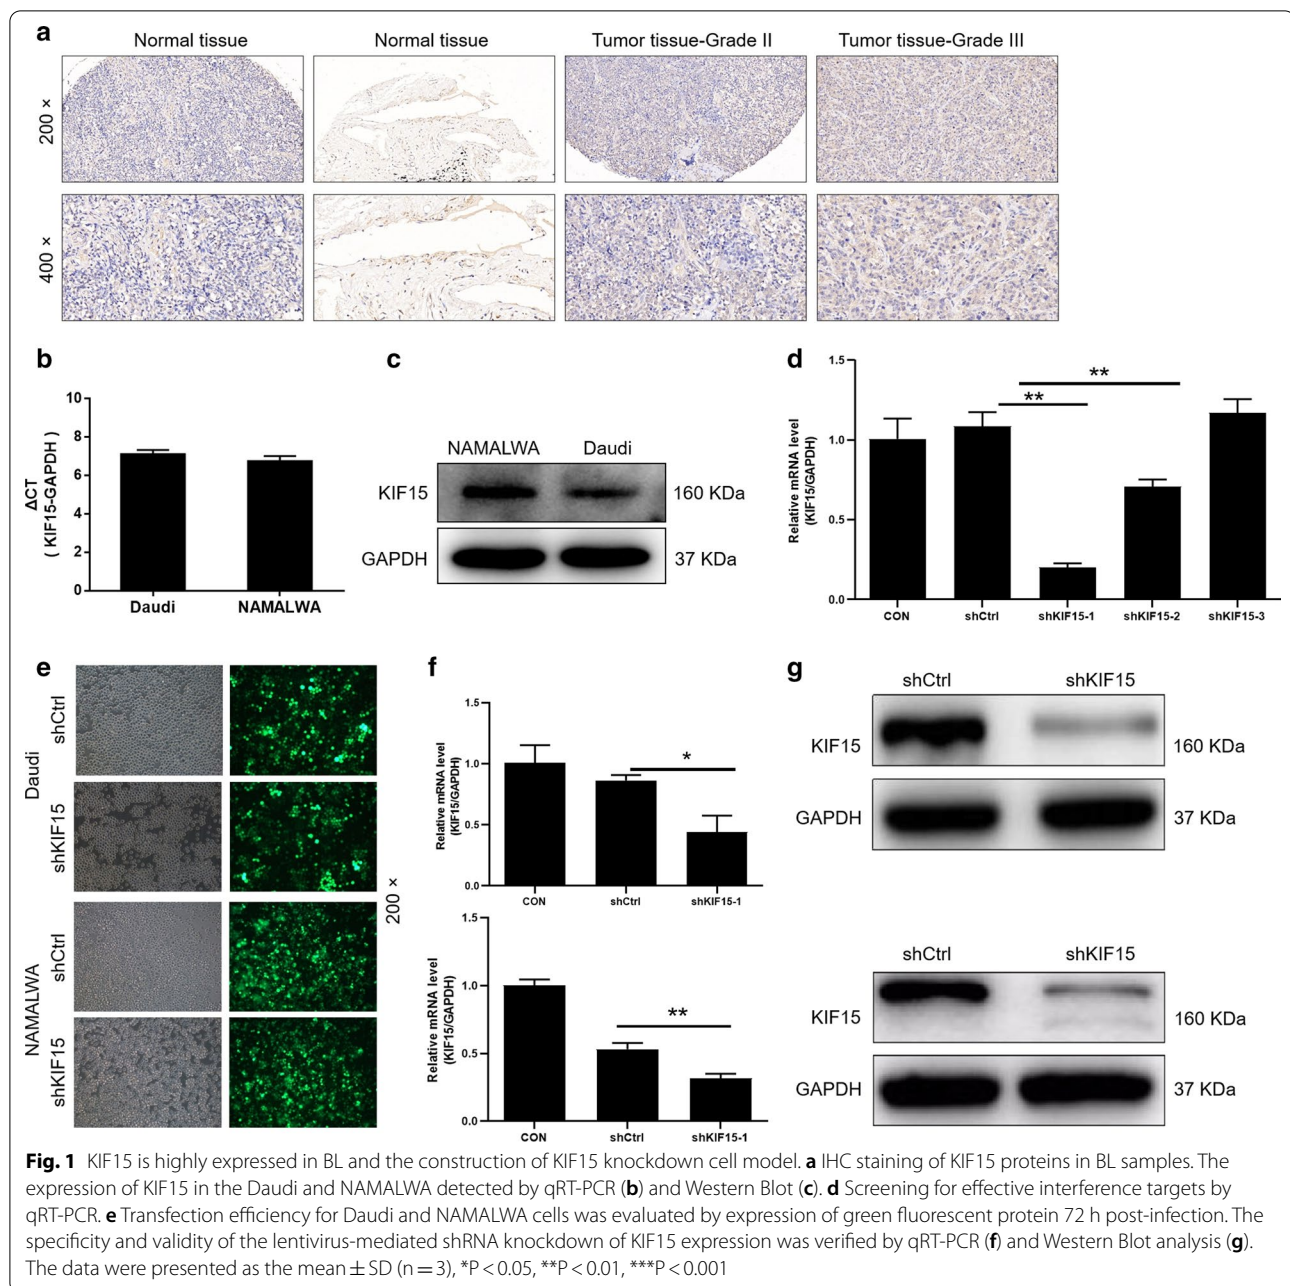 a
Normal tissue Normal tissue Tumor tissue-Grade II Tumor tissue-Grade III
200 ×
400 ×
b
10
8
6
4
2
0
ΔCT
( KIF15-GAPDH )
Daudi NAMALWA
c
NAMALWA Daudi
KIF15 160 KDa
GAPDH 37 KDa
d
1.5
1.0
0.5
0.0
Relative mRNA level
(KIF15/GAPDH)
**
**
CON shCtrl shKIF15-1 shKIF15-2 shKIF15-3
e
Daudi
shCtrl
shKIF15
NAMALWA
shCtrl
shKIF15
200 ×
f
1.5
1.0
0.5
0.0
Relative mRNA level
(KIF15/GAPDH)
*
CON shCtrl shKIF15-1
1.5
1.0
0.5
0.0
Relative mRNA level
(KIF15/GAPDH)
**
CON shCtrl shKIF15-1
g
shCtrl shKIF15
KIF15 160 KDa
GAPDH 37 KDa
shCtrl shKIF15
KIF15 160 KDa
GAPDH 37 KDa
Fig. 1 KIF15 is highly expressed in BL and the construction of KIF15 knockdown cell model. a IHC staining of KIF15 proteins in BL samples. The
expression of KIF15 in the Daudi and NAMALWA detected by qRT-PCR (b) and Western Blot (c). d Screening for effective interference targets by
qRT-PCR. e Transfection efficiency for Daudi and NAMALWA cells was evaluated by expression of green fluorescent protein 72 h post-infection. The
specificity and validity of the lentivirus-mediated shRNA knockdown of KIF15 expression was verified by qRT-PCR (f) and Western Blot analysis (g).
The data were presented as the mean ± SD (n = 3), *P < 0.05, **P < 0.01, ***P < 0.001